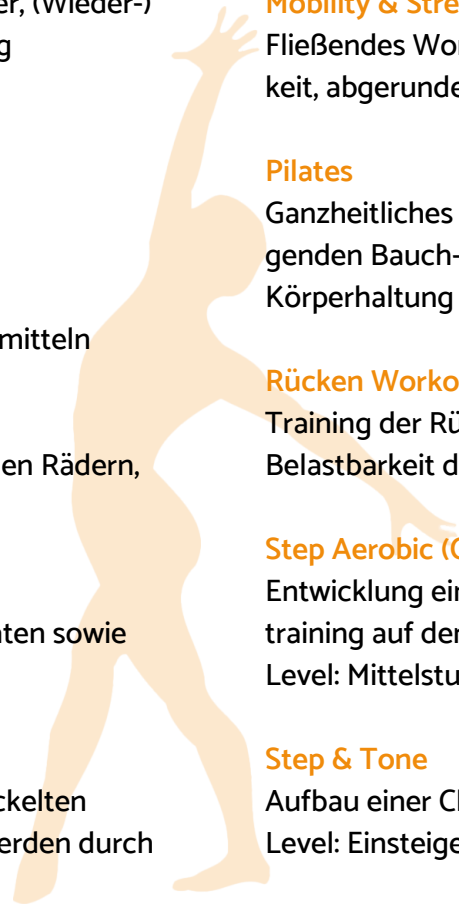 er, (Wieder-)
g
mitteln
en Rädern,
ten sowie
ckelten
erden durch
Mobility & Stre
Fließendes Wo
keit, abgerunde
Pilates
Ganzheitliches
genden Bauch-
Körperhaltung
Rücken Worko
Training der Rü
Belastbarkeit d
Step Aerobic (
Entwicklung ei
training auf de
Level: Mittelstu
Step & Tone
Aufbau einer C
Level: Einsteige